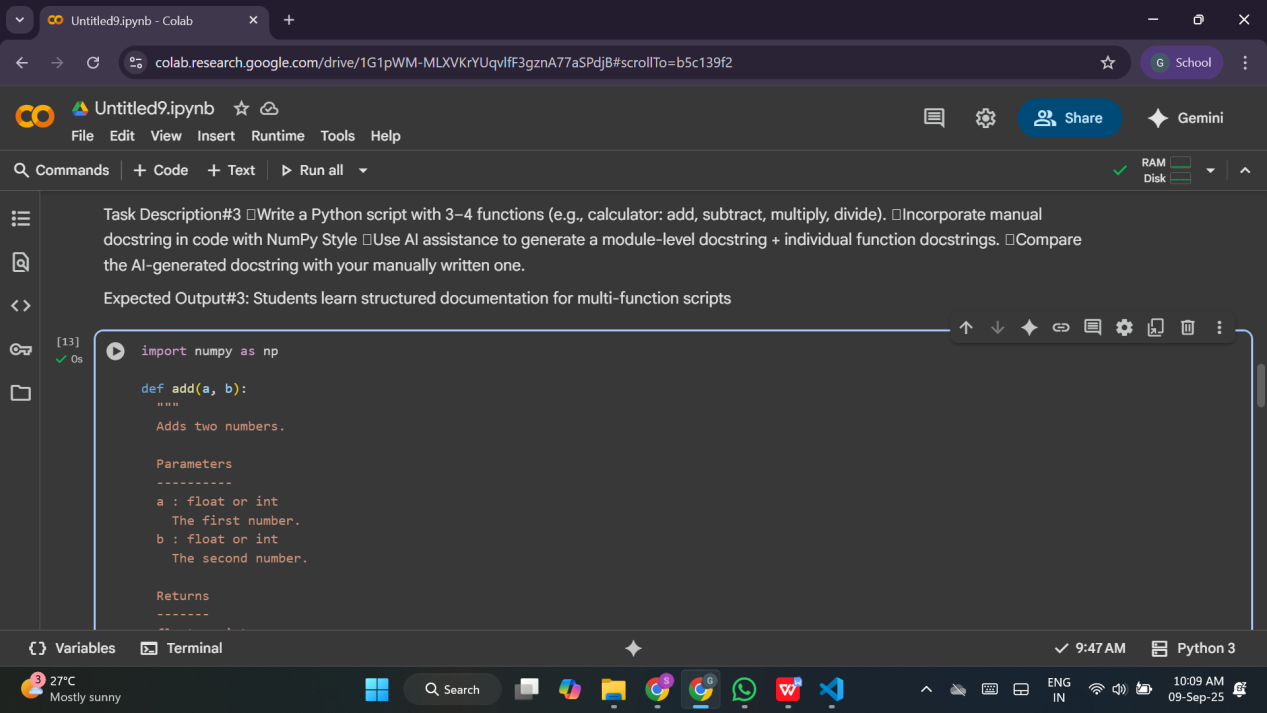 Untitled9.ipynb - Colab
colab.research.google.com/drive/1G1pWM-MLXVKrYUqvlfF3gznA77aSPdjB#scrollTo=b5c139f2
G School
Untitled9.ipynb
File Edit View Insert Runtime Tools Help
Share
Gemini
Commands + Code + Text Run all
RAM
Disk
Task Description#3 Write a Python script with 3–4 functions (e.g., calculator: add, subtract, multiply, divide). Incorporate manual
docstring in code with NumPy Style Use AI assistance to generate a module-level docstring + individual function docstrings. Compare
the AI-generated docstring with your manually written one.
Expected Output#3: Students learn structured documentation for multi-function scripts
[13]
0s
import numpy as np
def add(a, b):
"""
Adds two numbers.
Parameters
----------
a : float or int
The first number.
b : float or int
The second number.
Returns
-------
Variables Terminal
9:47 AM Python 3
3
27°C
Mostly sunny
Search
S
G
ENG
IN
10:09 AM
09-Sep-25